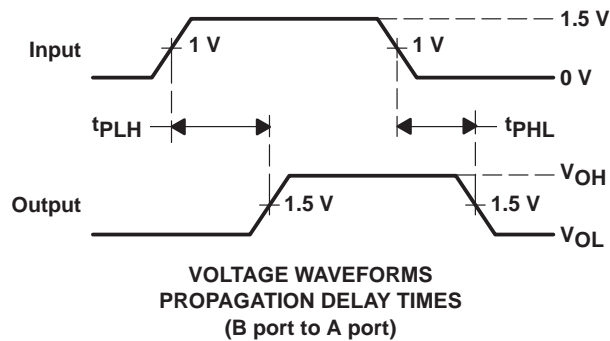 1.5 V
Input
1 V
1 V
0 V
tPLH
tPHL
VOH
Output
1.5 V
1.5 V
VOL
VOLTAGE WAVEFORMS
PROPAGATION DELAY TIMES
(B port to A port)